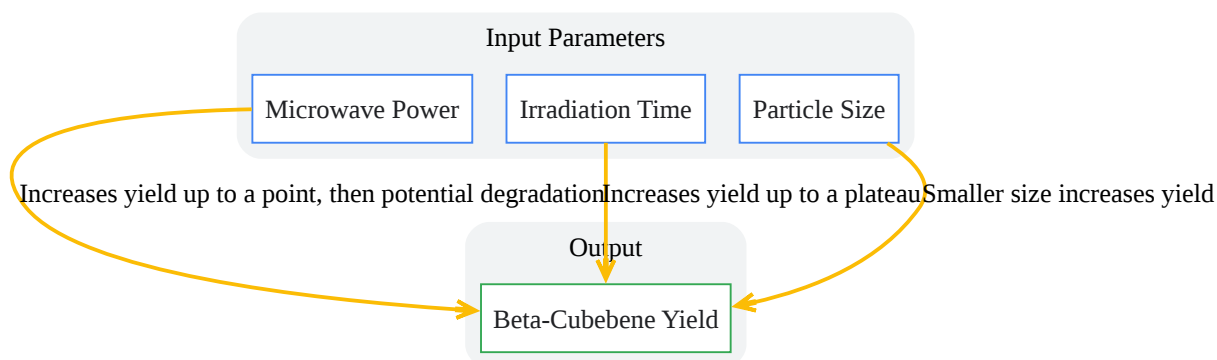 Input Parameters
Microwave Power
Irradiation Time
Particle Size
Increases yield up to a point, then potential degradation
Increases yield up to a plateau
Smaller size increases yield
Output
Beta-Cubebene Yield